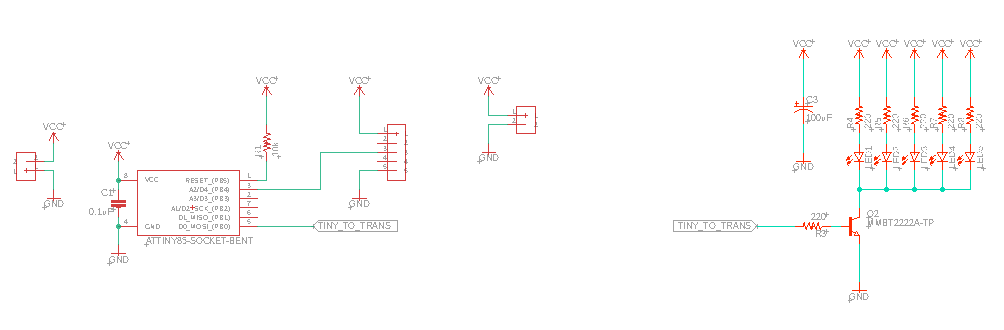 VCC
GND
VCC
C1
0.1uF
GND
8
VCC
4
GND
RESET_(PB5)
A2/D4_(PB4)
A3/D3_(PB3)
A1/D2_SCK_(PB2)
D1_MISO_(PB1)
D0_MOSI_(PB0)
1
3
2
7
6
5
ATTINY85-SOCKET-BENT
VCC
R1
10k
VCC
GND
TINY_TO_TRANS
VCC
GND
TINY_TO_TRANS
220
R3
VCC
C3
100uF
GND
VCC
VCC
VCC
VCC
VCC
R4
220
R5
220
R6
220
R7
220
R8
220
LED1
LED2
LED3
LED4
LED5
Q2
MMBT2222A-TP
GND